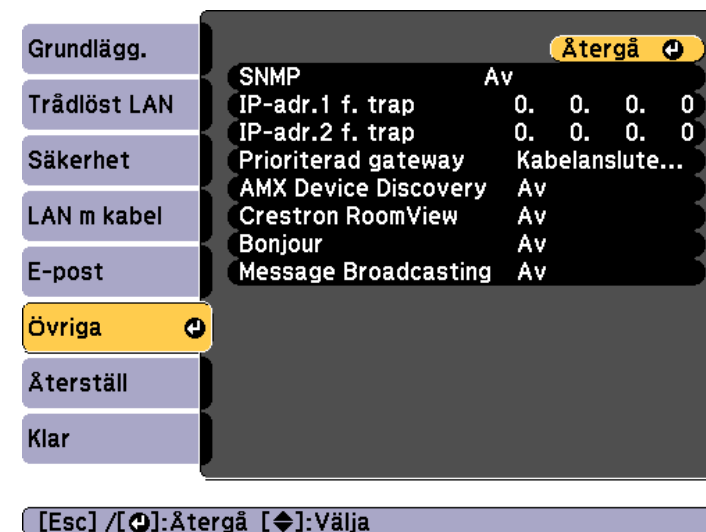 Grundlägg.
Trådlöst LAN
Säkerhet
LAN m kabel
E-post
Övriga
Återställ
Klar
Återgå
SNMP Av
IP-adr.1 f. trap 0. 0. 0. 0
IP-adr.2 f. trap 0. 0. 0. 0
Prioriterad gateway Kabelanslute...
AMX Device Discovery Av
Crestron RoomView Av
Bonjour Av
Message Broadcasting Av
[Esc] /[⏎]:Återgå [◆]:Välja